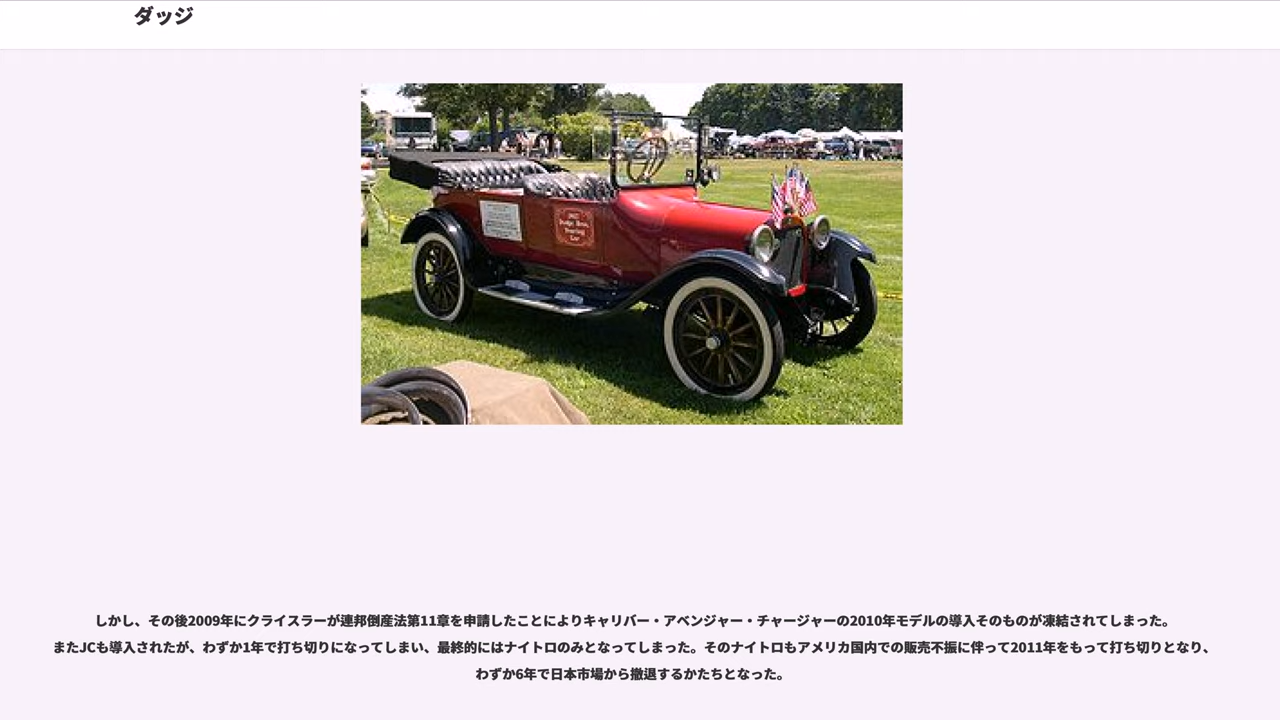 ダッジ
1917
Dodge Bros.
Touring
Car
しかし、その後2009年にクライスラーが連邦倒産法第11章を申請したことによりキャリバー・アベンジャー・チャージャーの2010年モデルの導入そのものが凍結されてしまった。
またJCも導入されたが、わずか1年で打ち切りになってしまい、最終的にはナイトロのみとなってしまった。そのナイトロもアメリカ国内での販売不振に伴って2011年をもって打ち切りとなり、
わずか6年で日本市場から撤退するかたちとなった。